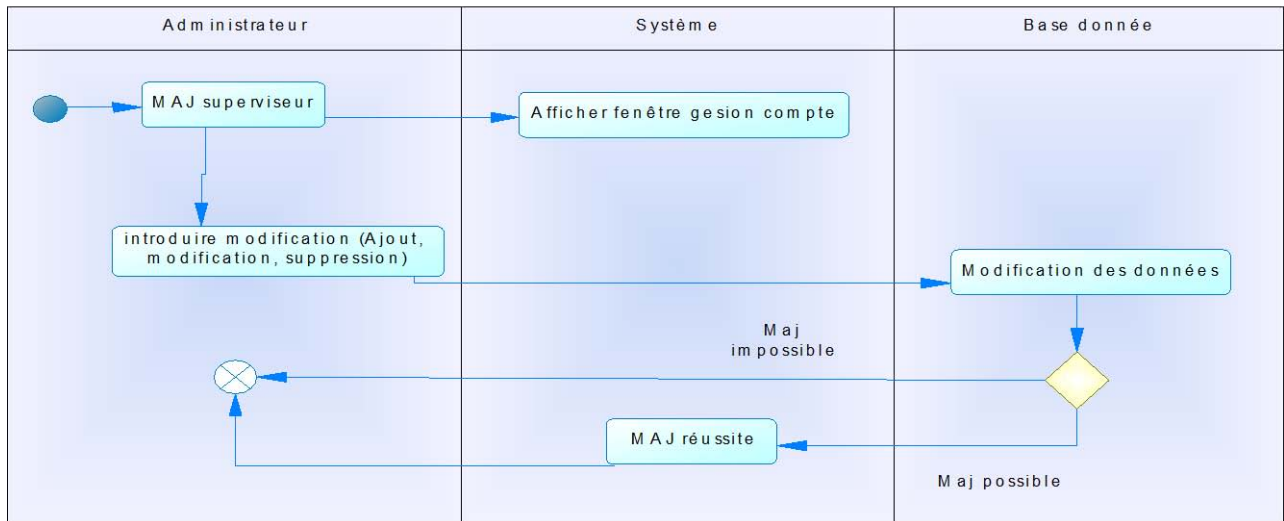 Administrateur
Système
Base donnée
MAJ superviseur
Afficher fenêtre gesion compte
introduire modification (Ajout,
modification, suppression)
Modification des données
Maj
impossible
MAJ réussite
Maj possible